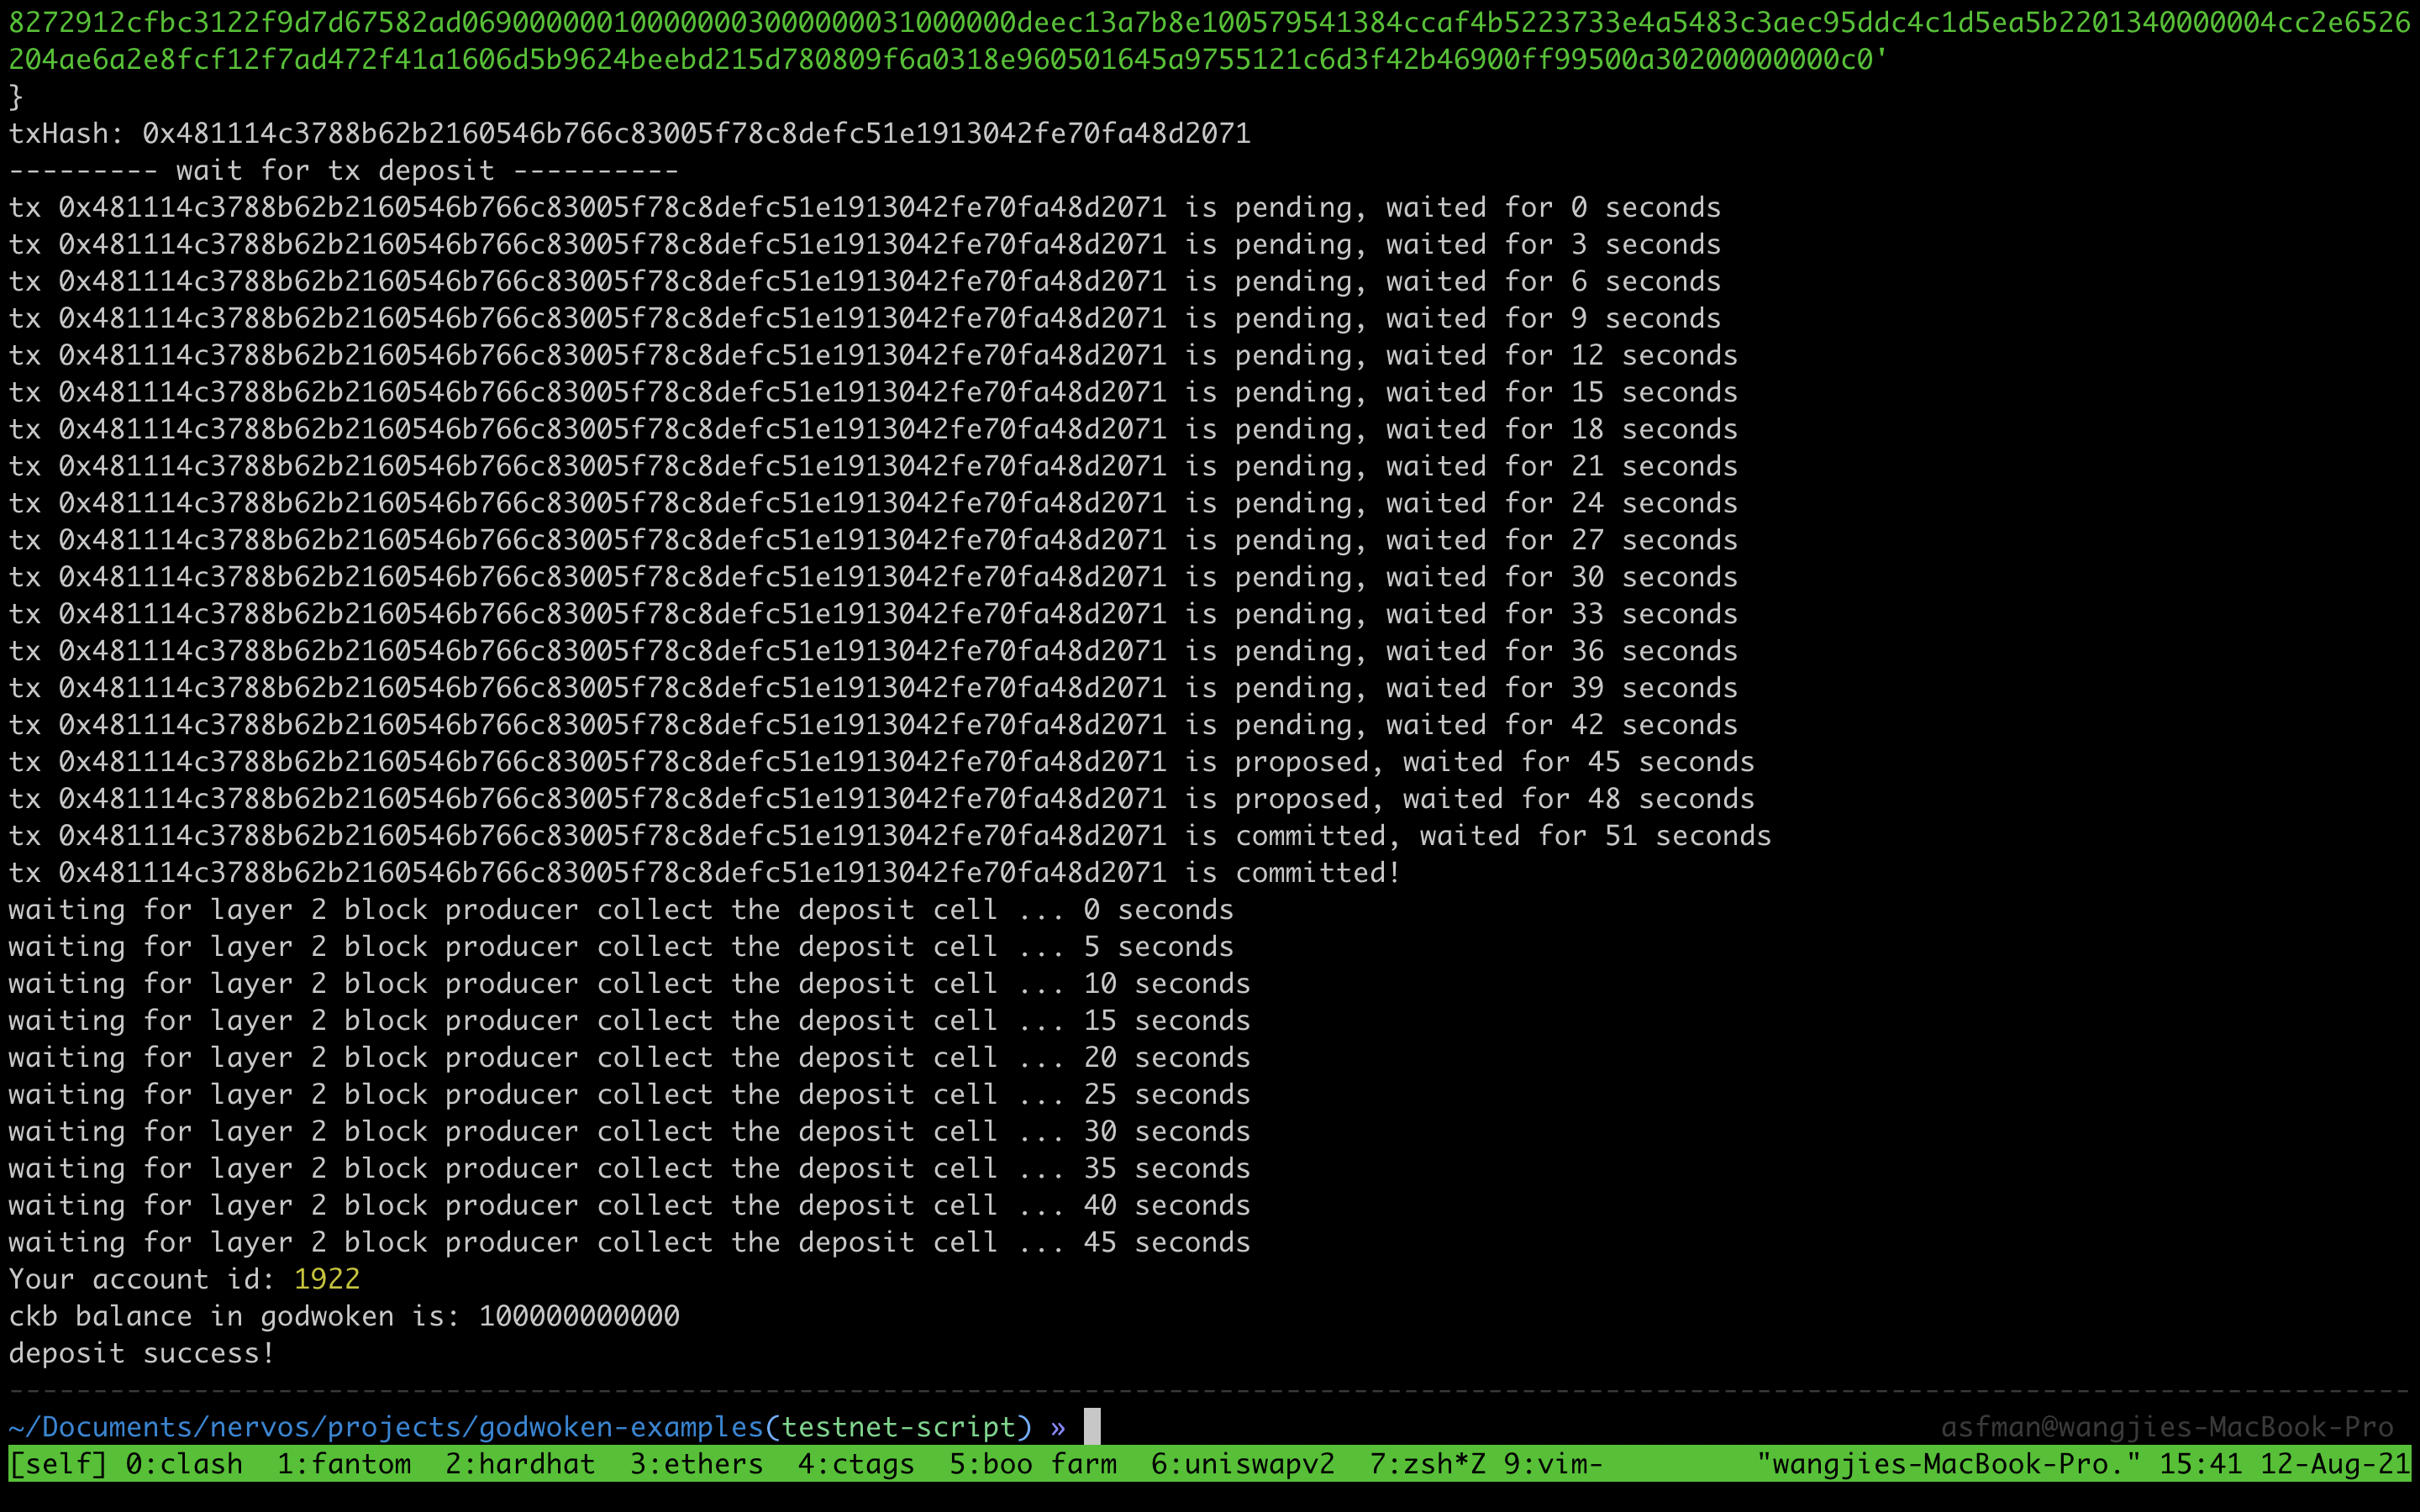 8272912cfbc3122f9d7d67582ad0690000000100000003000000031000000deec13a7b8e100579541384ccaf4b5223733e4a5483c3aec95ddc4c1d5ea5b2201340000004cc2e6526
204ae6a2e8fcf12f7ad472f41a1606d5b9624beebd215d780809f6a0318e960501645a9755121c6d3f42b46900ff99500a30200000000c0'
}
txHash: 0x481114c3788b62b2160546b766c83005f78c8defc51e1913042fe70fa48d2071
--------- wait for tx deposit ----------
tx 0x481114c3788b62b2160546b766c83005f78c8defc51e1913042fe70fa48d2071 is pending, waited for 0 seconds
tx 0x481114c3788b62b2160546b766c83005f78c8defc51e1913042fe70fa48d2071 is pending, waited for 3 seconds
tx 0x481114c3788b62b2160546b766c83005f78c8defc51e1913042fe70fa48d2071 is pending, waited for 6 seconds
tx 0x481114c3788b62b2160546b766c83005f78c8defc51e1913042fe70fa48d2071 is pending, waited for 9 seconds
tx 0x481114c3788b62b2160546b766c83005f78c8defc51e1913042fe70fa48d2071 is pending, waited for 12 seconds
tx 0x481114c3788b62b2160546b766c83005f78c8defc51e1913042fe70fa48d2071 is pending, waited for 15 seconds
tx 0x481114c3788b62b2160546b766c83005f78c8defc51e1913042fe70fa48d2071 is pending, waited for 18 seconds
tx 0x481114c3788b62b2160546b766c83005f78c8defc51e1913042fe70fa48d2071 is pending, waited for 21 seconds
tx 0x481114c3788b62b2160546b766c83005f78c8defc51e1913042fe70fa48d2071 is pending, waited for 24 seconds
tx 0x481114c3788b62b2160546b766c83005f78c8defc51e1913042fe70fa48d2071 is pending, waited for 27 seconds
tx 0x481114c3788b62b2160546b766c83005f78c8defc51e1913042fe70fa48d2071 is pending, waited for 30 seconds
tx 0x481114c3788b62b2160546b766c83005f78c8defc51e1913042fe70fa48d2071 is pending, waited for 33 seconds
tx 0x481114c3788b62b2160546b766c83005f78c8defc51e1913042fe70fa48d2071 is pending, waited for 36 seconds
tx 0x481114c3788b62b2160546b766c83005f78c8defc51e1913042fe70fa48d2071 is pending, waited for 39 seconds
tx 0x481114c3788b62b2160546b766c83005f78c8defc51e1913042fe70fa48d2071 is pending, waited for 42 seconds
tx 0x481114c3788b62b2160546b766c83005f78c8defc51e1913042fe70fa48d2071 is proposed, waited for 45 seconds
tx 0x481114c3788b62b2160546b766c83005f78c8defc51e1913042fe70fa48d2071 is proposed, waited for 48 seconds
tx 0x481114c3788b62b2160546b766c83005f78c8defc51e1913042fe70fa48d2071 is committed, waited for 51 seconds
tx 0x481114c3788b62b2160546b766c83005f78c8defc51e1913042fe70fa48d2071 is committed!
waiting for layer 2 block producer collect the deposit cell ... 0 seconds
waiting for layer 2 block producer collect the deposit cell ... 5 seconds
waiting for layer 2 block producer collect the deposit cell ... 10 seconds
waiting for layer 2 block producer collect the deposit cell ... 15 seconds
waiting for layer 2 block producer collect the deposit cell ... 20 seconds
waiting for layer 2 block producer collect the deposit cell ... 25 seconds
waiting for layer 2 block producer collect the deposit cell ... 30 seconds
waiting for layer 2 block producer collect the deposit cell ... 35 seconds
waiting for layer 2 block producer collect the deposit cell ... 40 seconds
waiting for layer 2 block producer collect the deposit cell ... 45 seconds
Your account id: 1922
ckb balance in godwoken is: 100000000000
deposit success!
~/Documents/nervos/projects/godwoken-examples(testnet-script) » asfman@wangjies-MacBook-Pro
[self] 0:clash 1:fantom 2:hardhat 3:ethers 4:ctags 5:boo farm 6:uniswapv2 7:zsh*Z 9:vim- "wangjies-MacBook-Pro." 15:41 12-Aug-21